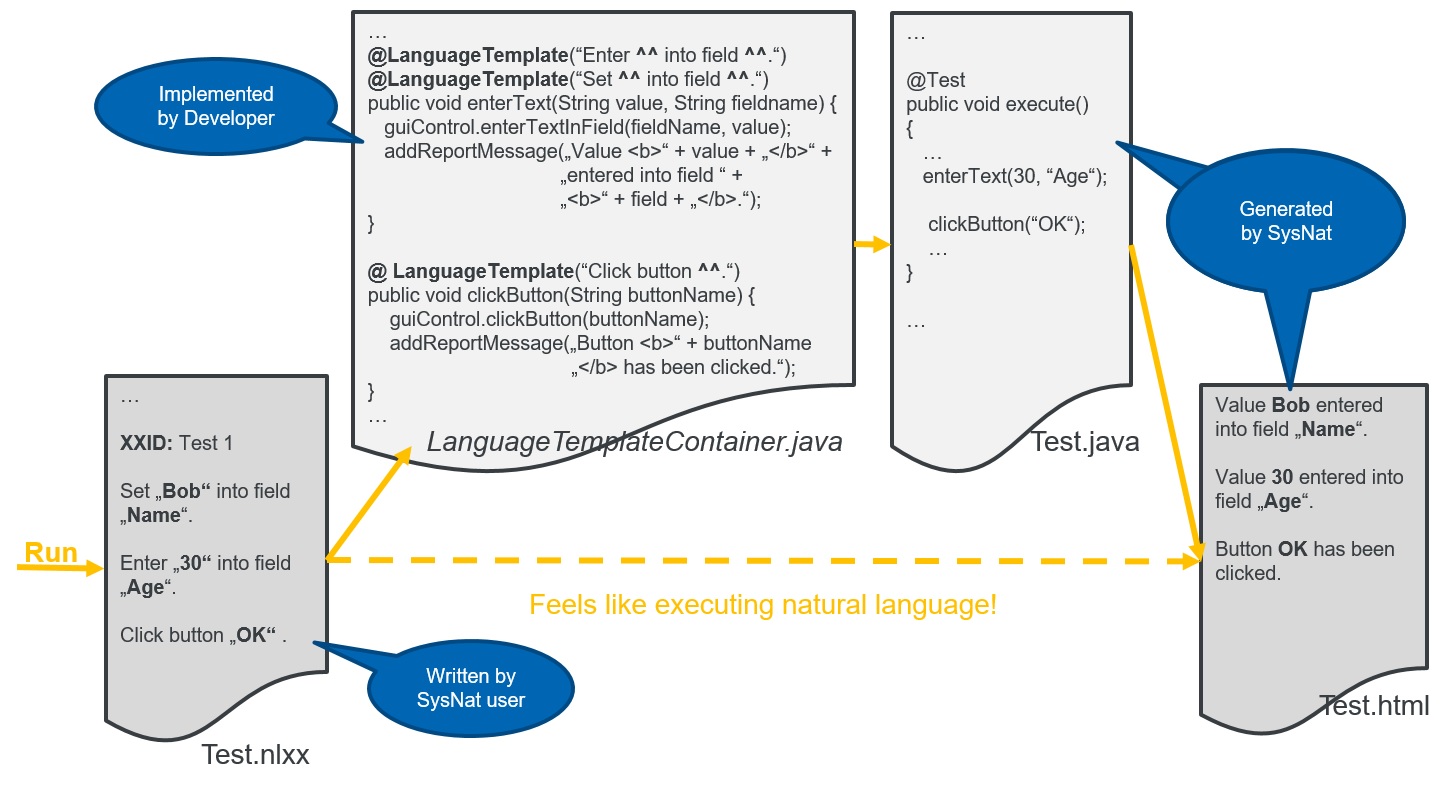 …
@LanguageTemplate(“Enter ^^ into field ^^.“)
@LanguageTemplate(“Set ^^ into field ^^.“)
public void enterText(String value, String fieldname) {
guiControl.enterTextInField(fieldName, value);
addReportMessage(„Value <b>“ + value + „</b>“ +
„entered into field “ +
„<b>“ + field + „</b>.“);
}
@ LanguageTemplate(“Click button ^^.“)
public void clickButton(String buttonName) {
guiControl.clickButton(buttonName);
addReportMessage(„Button <b>“ + buttonName
„</b> has been clicked.“);
}
…
LanguageTemplateContainer.java
Implemented
by Developer
…
@Test
public void execute()
{
…
enterText(30, “Age“);
clickButton(“OK“);
…
}
…
Test.java
Generated
by SysNat
Run
…
XXID: Test 1
Set „Bob“ into field
„Name“.
Enter „30“ into field
„Age“.
Click button „OK“ .
Test.nlxx
Written by
SysNat user
Feels like executing natural language!
Value Bob entered
into field „Name“.
Value 30 entered into
field „Age“.
Button OK has been
clicked.
Test.html